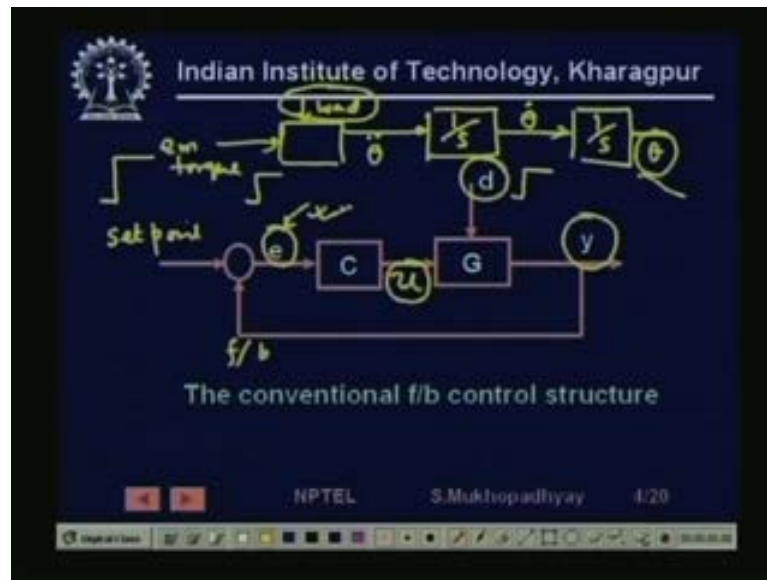 Indian Institute of Technology, Kharagpur
Load
em torque
θ̈
1/s
θ̇
1/s
θ
d
set point
e
C
u
G
y
f/b
The conventional f/b control structure
NPTEL S.Mukhopadhyay 4/20